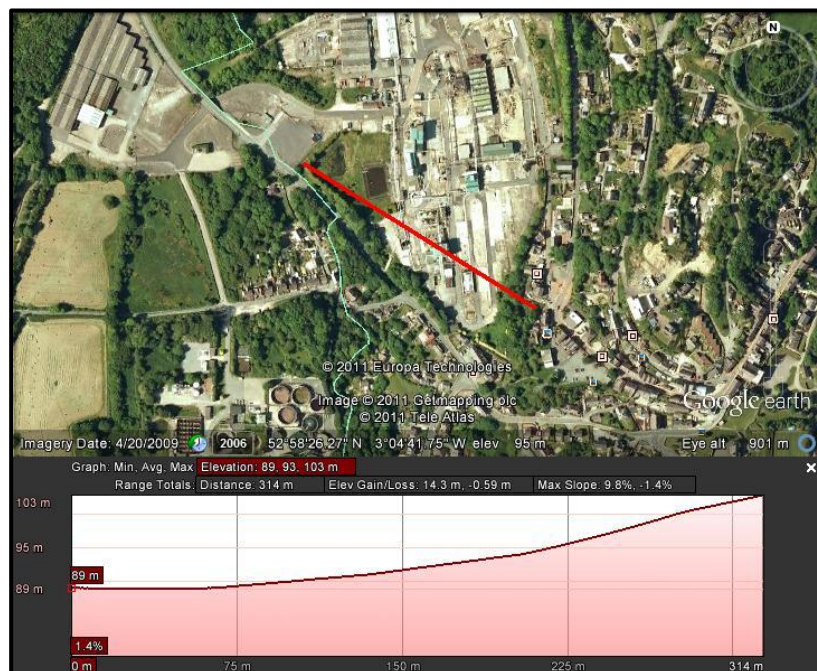 N
© 2011 Europa Technologies
Image © 2011 Getmapping plc
© 2011 Tele Atlas
Google earth
Imagery Date: 4/20/2009 2006 52°58'26.27" N 3°04'41.75" W elev 95 m Eye alt 901 m
Graph: Min, Avg, Max Elevation: 89, 93, 103 m
Range Totals: Distance: 314 m Elev Gain/Loss: 14.3 m, -0.59 m Max Slope: 9.8%, -1.4%
103 m
95 m
89 m
89 m
1.4%
0 m 75 m 150 m 225 m 314 m